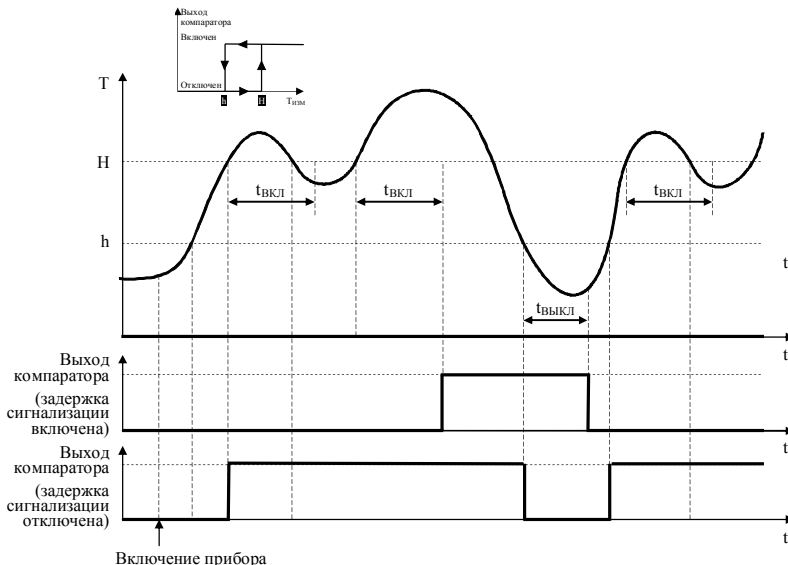 Выход
компаратора
Включен
Отключен
h
H
Tизм
T
H
h
tВКЛ
tВКЛ
tВКЛ
tВЫКЛ
t
t
Выход
компаратора
(задержка
сигнализации
включена)
t
Выход
компаратора
(задержка
сигнализации
отключена)
t
Включение прибора